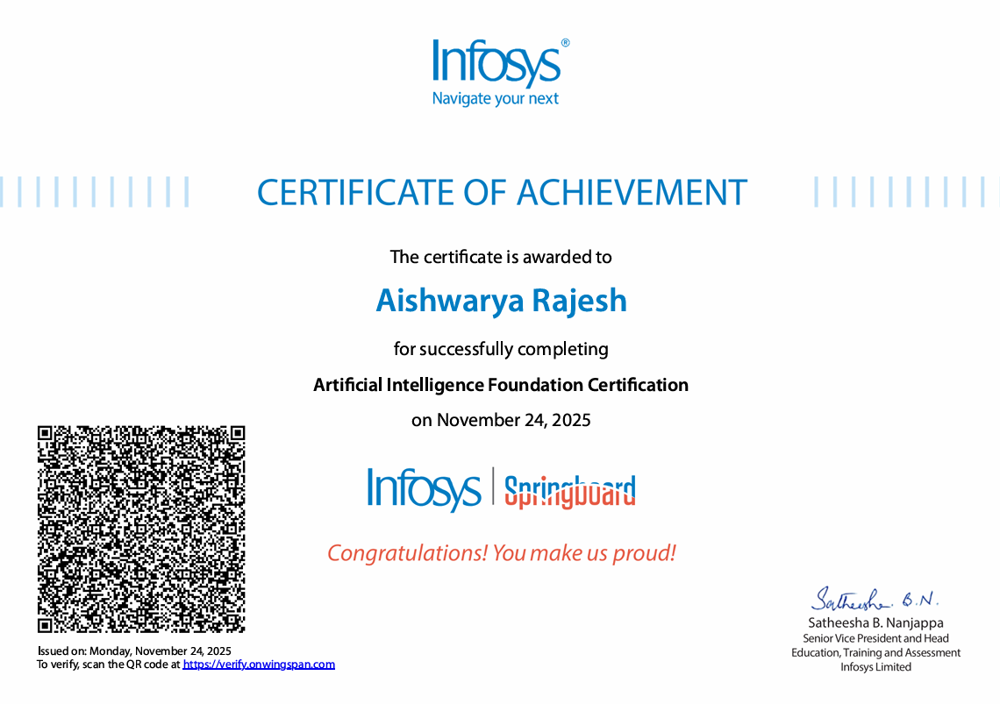 Infosys®
Navigate your next
CERTIFICATE OF ACHIEVEMENT
The certificate is awarded to
Aishwarya Rajesh
for successfully completing
Artificial Intelligence Foundation Certification
on November 24, 2025
Infosys | Springboard
Congratulations! You make us proud!
Satheesha B.N.
Satheesha B. Nanjappa
Senior Vice President and Head
Education, Training and Assessment
Infosys Limited
Issued on: Monday, November 24, 2025
To verify, scan the QR code at https://verify.onwingspan.com